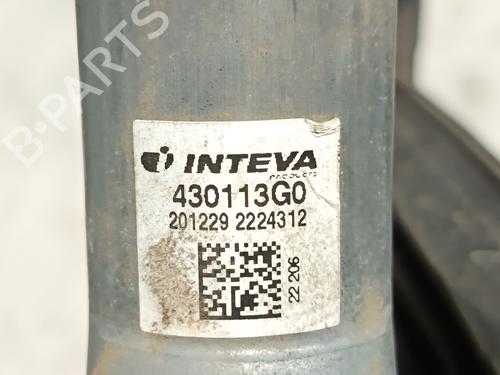 B-PARTS
INTEVA
PRODUCTS
430113G0
201229 2224312
22 206